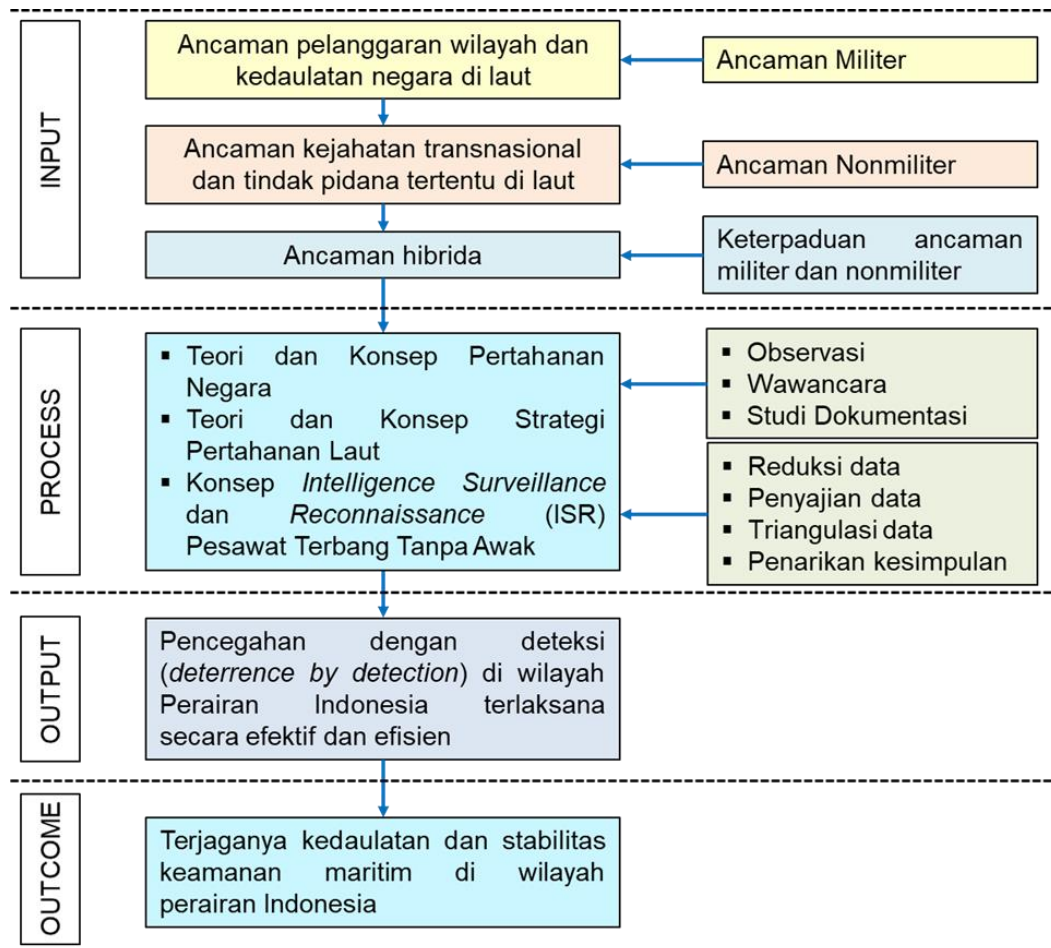 INPUT
Ancaman pelanggaran wilayah dan
kedaulatan negara di laut
Ancaman Militer
Ancaman kejahatan transnasional
dan tindak pidana tertentu di laut
Ancaman Nonmiliter
Ancaman hibrida
Keterpaduan ancaman
militer dan nonmiliter
PROCESS
▪ Teori dan Konsep Pertahanan
Negara
▪ Teori dan Konsep Strategi
Pertahanan Laut
▪ Konsep Intelligence Surveillance
dan Reconnaissance (ISR)
Pesawat Terbang Tanpa Awak
▪ Observasi
▪ Wawancara
▪ Studi Dokumentasi
▪ Reduksi data
▪ Penyajian data
▪ Triangulasi data
▪ Penarikan kesimpulan
OUTPUT
Pencegahan dengan deteksi
(deterrence by detection) di wilayah
Perairan Indonesia terlaksana
secara efektif dan efisien
OUTCOME
Terjaganya kedaulatan dan stabilitas
keamanan maritim di wilayah
perairan Indonesia